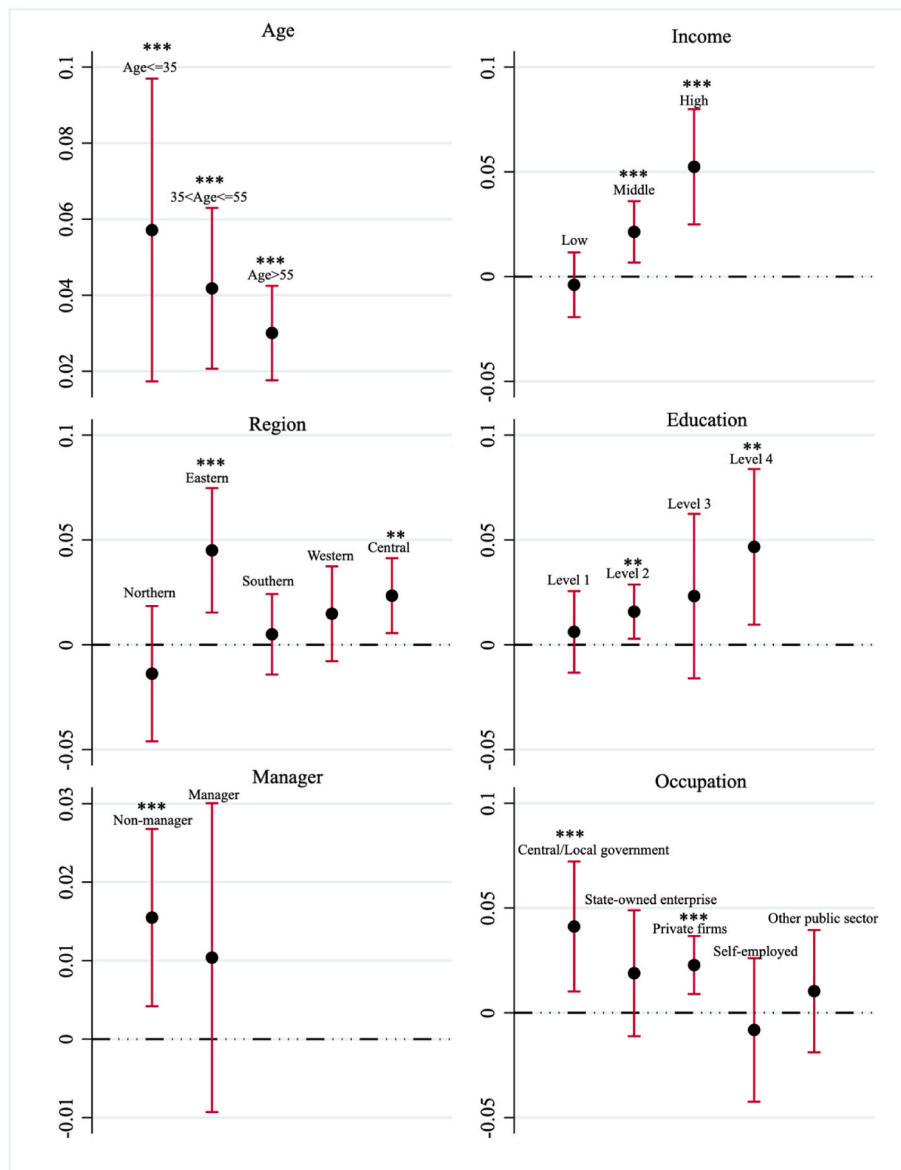 Age
0.1
0.08
0.06
0.04
0.02
***
Age<=35
***
35<Age<=55
***
Age>55
Income
0.1
0.05
0
-0.05
Low
***
Middle
***
High
Region
0.1
0.05
0
-0.05
Northern
***
Eastern
Southern
Western
**
Central
Education
0.1
0.05
0
-0.05
Level 1
**
Level 2
Level 3
**
Level 4
Manager
0.03
0.02
0.01
0
-0.01
***
Non-manager
Manager
Occupation
0.1
0.05
0
-0.05
***
Central/Local government
State-owned enterprise
***
Private firms
Self-employed
Other public sector